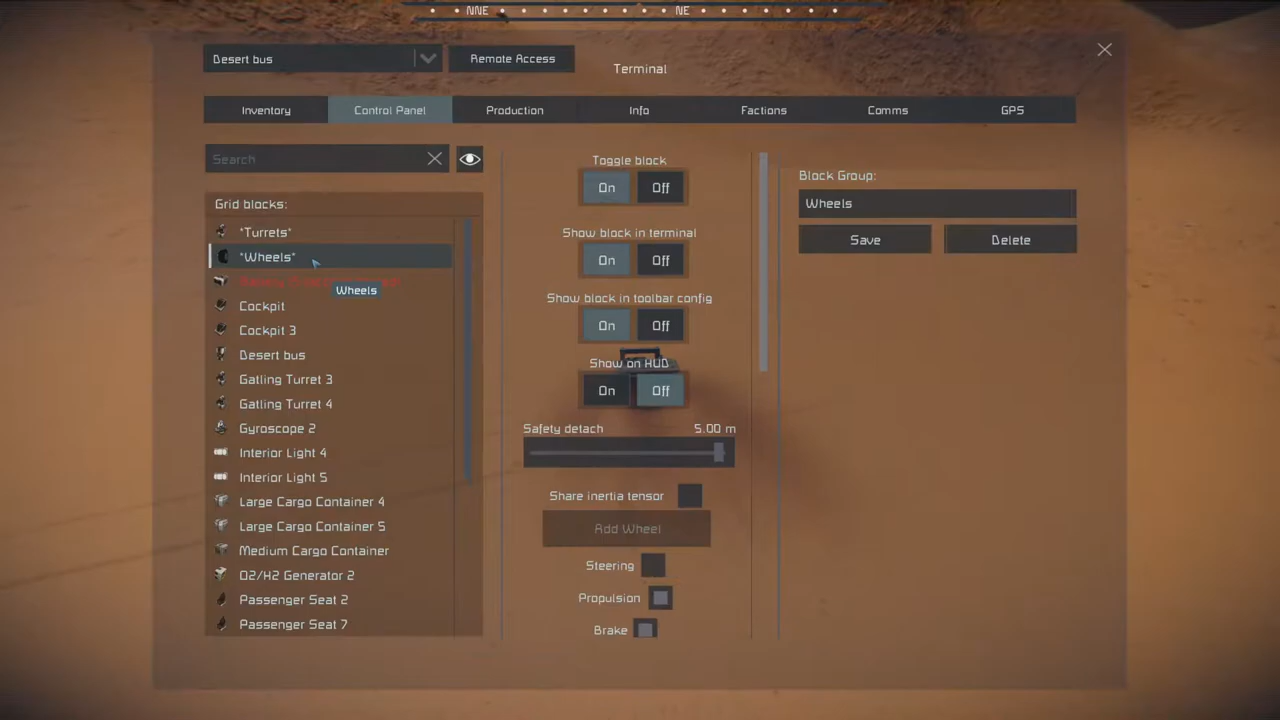 NNE NE
Desert bus Remote Access
Terminal
Inventory Control Panel Production Info Factions Comms GPS
Search
Grid blocks:
*Turrets*
*Wheels*
Wheels
Cockpit
Cockpit 3
Desert bus
Gatling Turret 3
Gatling Turret 4
Gyroscope 2
Interior Light 4
Interior Light 5
Large Cargo Container 4
Large Cargo Container 5
Medium Cargo Container
O2/H2 Generator 2
Passenger Seat 2
Passenger Seat 7
Toggle block
On Off
Show block in terminal
On Off
Show block in toolbar config
On Off
Show on HUD
On Off
Safety detach 5.00 m
Share inertia tensor
Add Wheel
Steering
Propulsion
Brake
Block Group:
Wheels
Save Delete